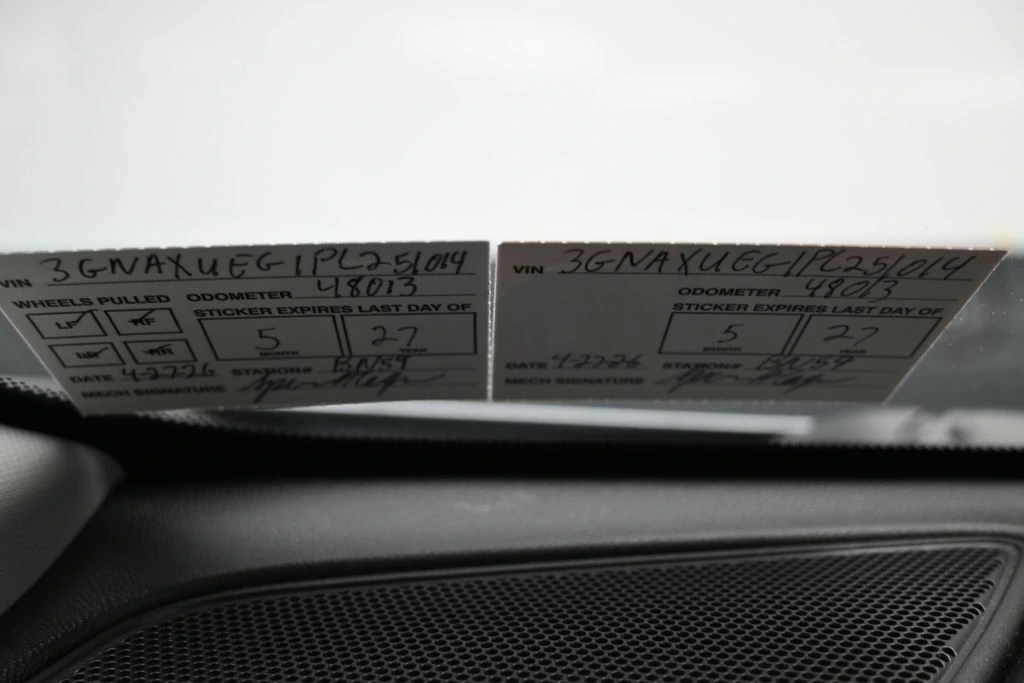 VIN 3GNAXUEG1PL251014
WHEELS PULLED ODOMETER 48013
LF RF STICKER EXPIRES LAST DAY OF
5 27
MONTH YEAR
LR RR
DATE 4-27-26 STATION# BN59
MECH SIGNATURE
VIN 3GNAXUEG1PL251014
ODOMETER 48013
STICKER EXPIRES LAST DAY OF
5 27
MONTH YEAR
DATE 4-27-26 STATION# BN59
MECH SIGNATURE